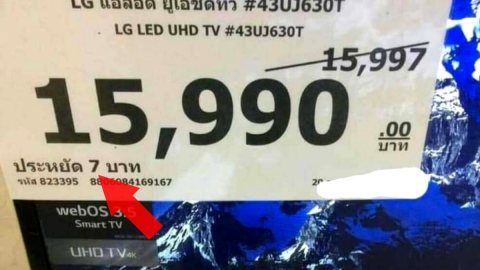 LG แอลอีดี ยูเอชดีทีวี #43UJ630T
LG LED UHD TV #43UJ630T
15,997
15,990.00
บาท
ประหยัด 7 บาท
รหัส 823395 8806084169167
20
webOS 3.5
Smart TV
UHD TV 4K